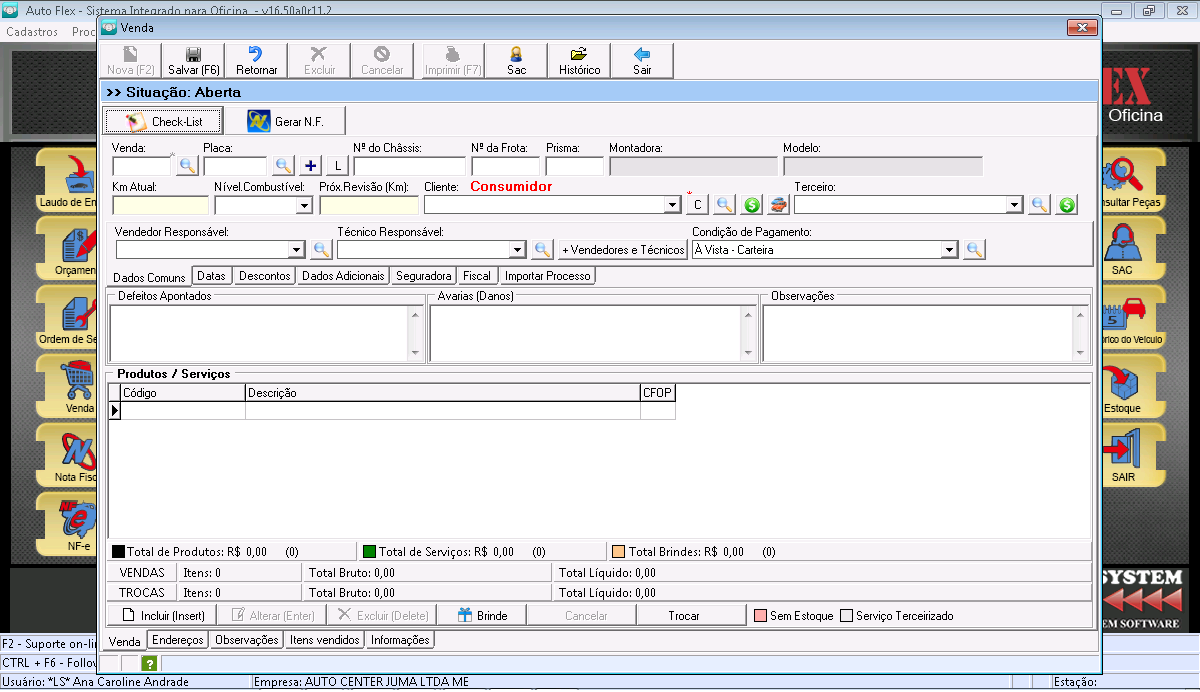 Auto Flex - Sistema Integrado para Oficina - v16.50a0r11.2
Cadastros Proc
Venda
Nova (F2) Salvar (F6) Retornar Excluir Cancelar Imprimir (F7) Sac Histórico Sair
>> Situação: Aberta
Check-List Gerar N.F.
EX
Oficina
Venda: * Placa: Nº do Châssis: Nº da Frota: Prisma: Montadora: Modelo:
+ L
Km Atual: Nível.Combustível: Próx.Revisão (Km): Cliente: Consumidor * Terceiro:
C
Vendedor Responsável: Técnico Responsável: Condição de Pagamento:
+Vendedores e Técnicos À Vista - Carteira
Dados Comuns Datas Descontos Dados Adicionais Seguradora Fiscal Importar Processo
Defeitos Apontados Avarias (Danos) Observações
Produtos / Serviços
Código Descrição CFOP
Laudo de En
Orçamen
Ordem de Se
Venda
Nota Fisc
NF-e
nsultar Peças
SAC
5
rico do Veículo
Estoque
SAIR
Total de Produtos: R$ 0,00 (0) Total de Serviços: R$ 0,00 (0) Total Brindes: R$ 0,00 (0)
VENDAS Itens: 0 Total Bruto: 0,00 Total Líquido: 0,00
TROCAS Itens: 0 Total Bruto: 0,00 Total Líquido: 0,00
Incluir (Insert) Alterar (Enter) Excluir (Delete) Brinde Cancelar Trocar Sem Estoque Serviço Terceirizado
Venda Endereços Observações Itens vendidos Informações
?
SYSTEM
EM SOFTWARE
F2 - Suporte on-li
CTRL + F6 - Follow
Usuário: *LS* Ana Caroline Andrade Empresa: AUTO CENTER JUMA LTDA ME Estação: